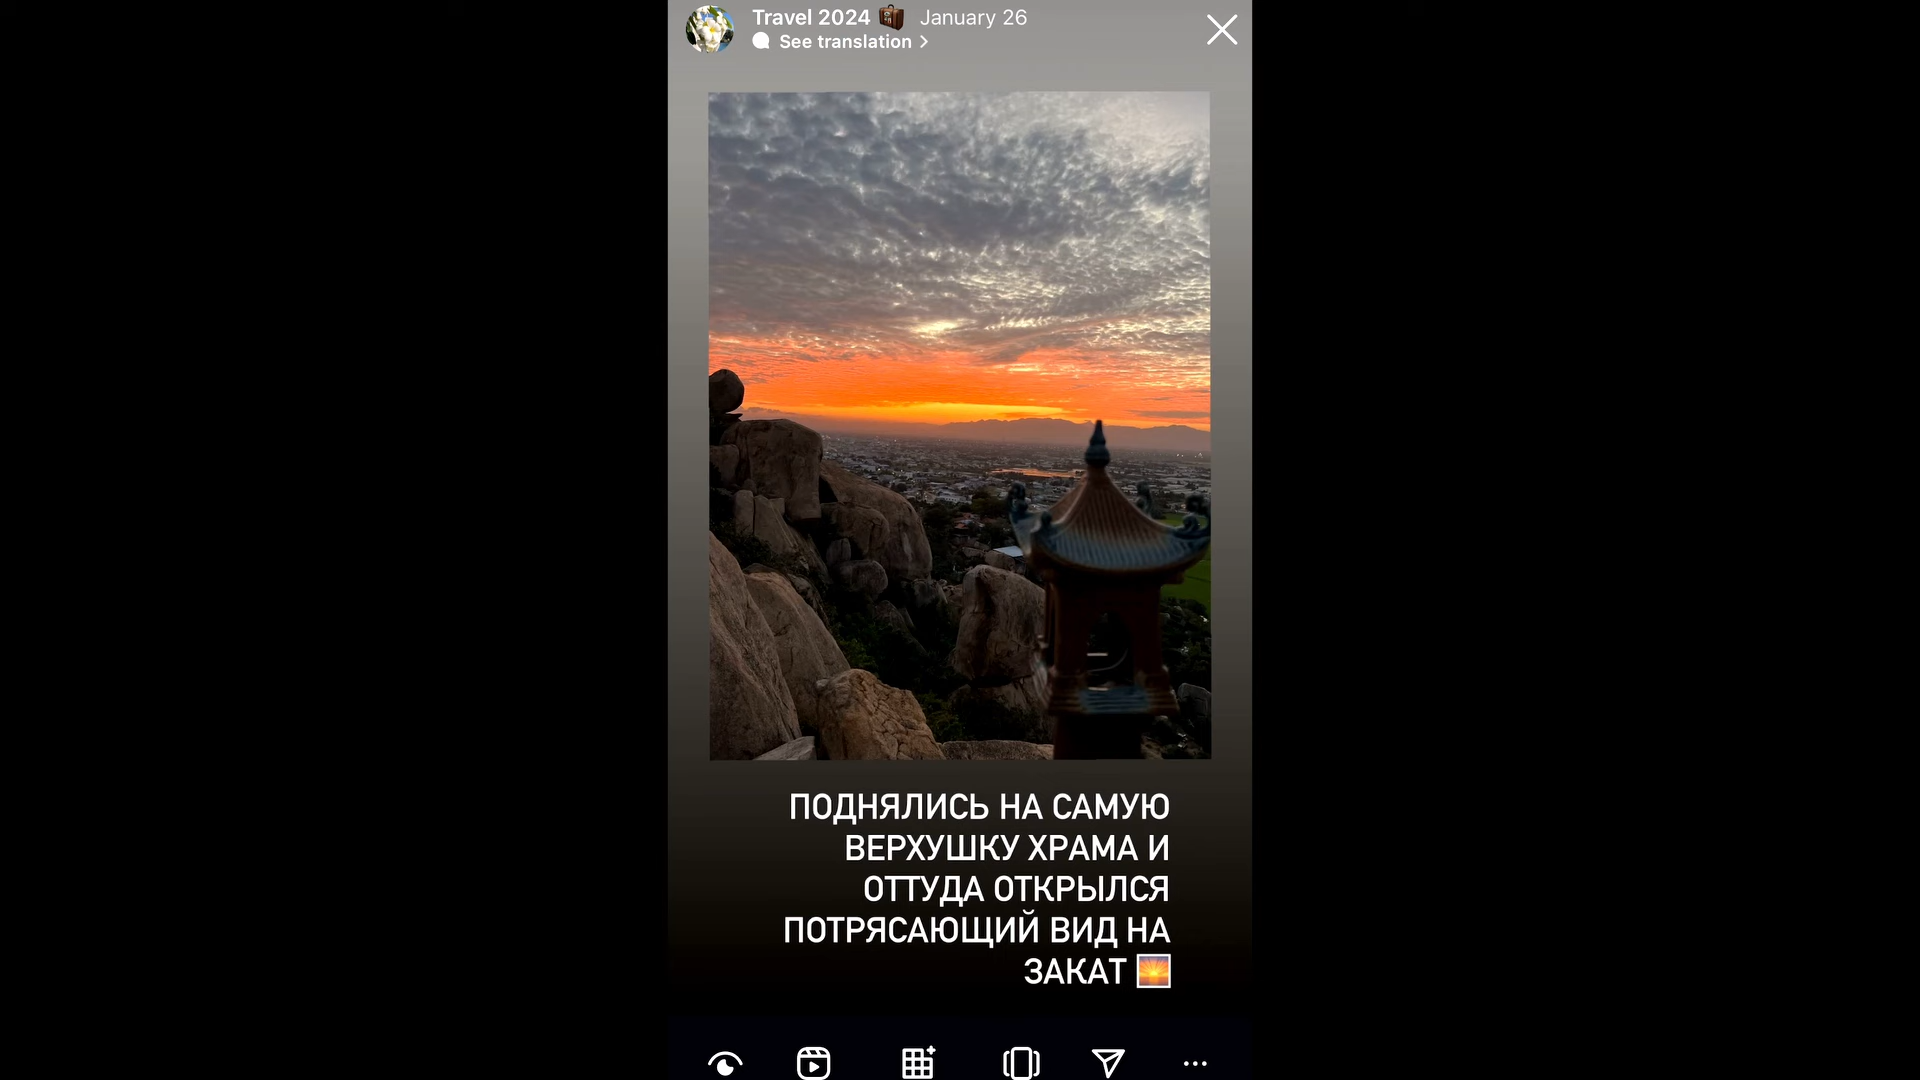 Travel 2024 January 26
See translation
ПОДНЯЛИСЬ НА САМУЮ
ВЕРХУШКУ ХРАМА И
ОТТУДА ОТКРЫЛСЯ
ПОТРЯСАЮЩИЙ ВИД НА
ЗАКАТ